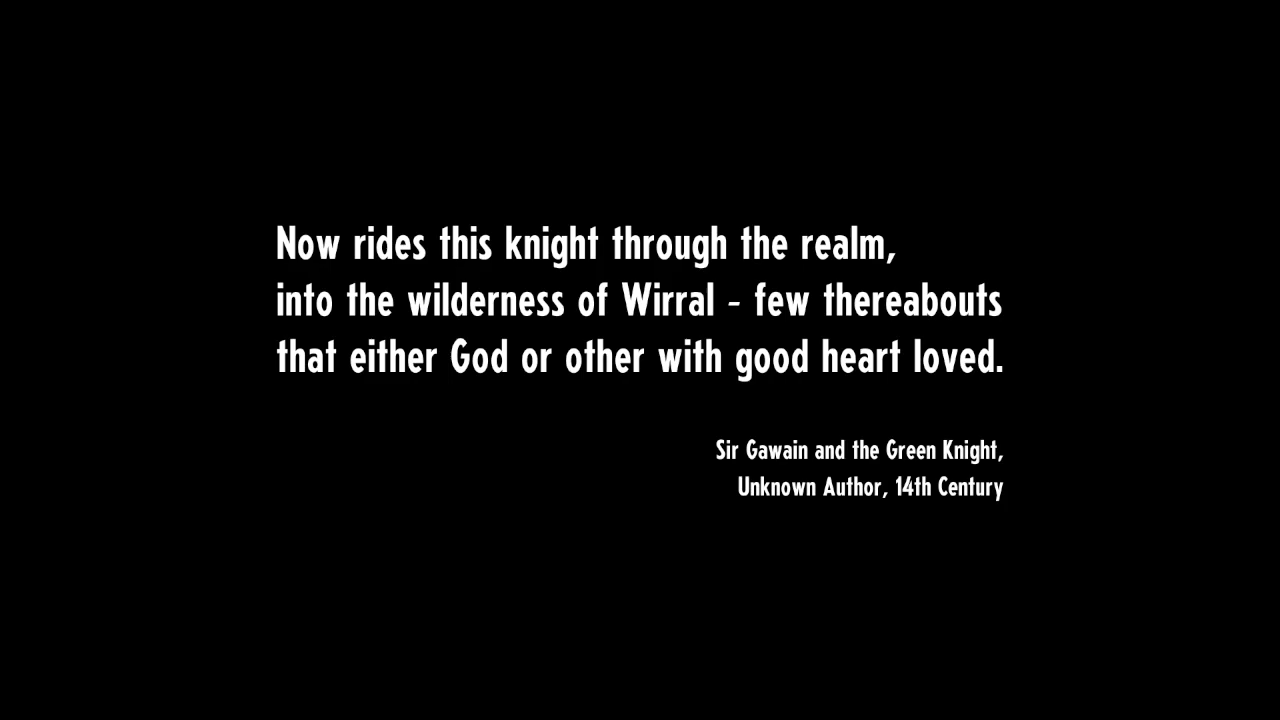 Now rides this knight through the realm,
into the wilderness of Wirral - few thereabouts
that either God or other with good heart loved.
Sir Gawain and the Green Knight,
Unknown Author, 14th Century